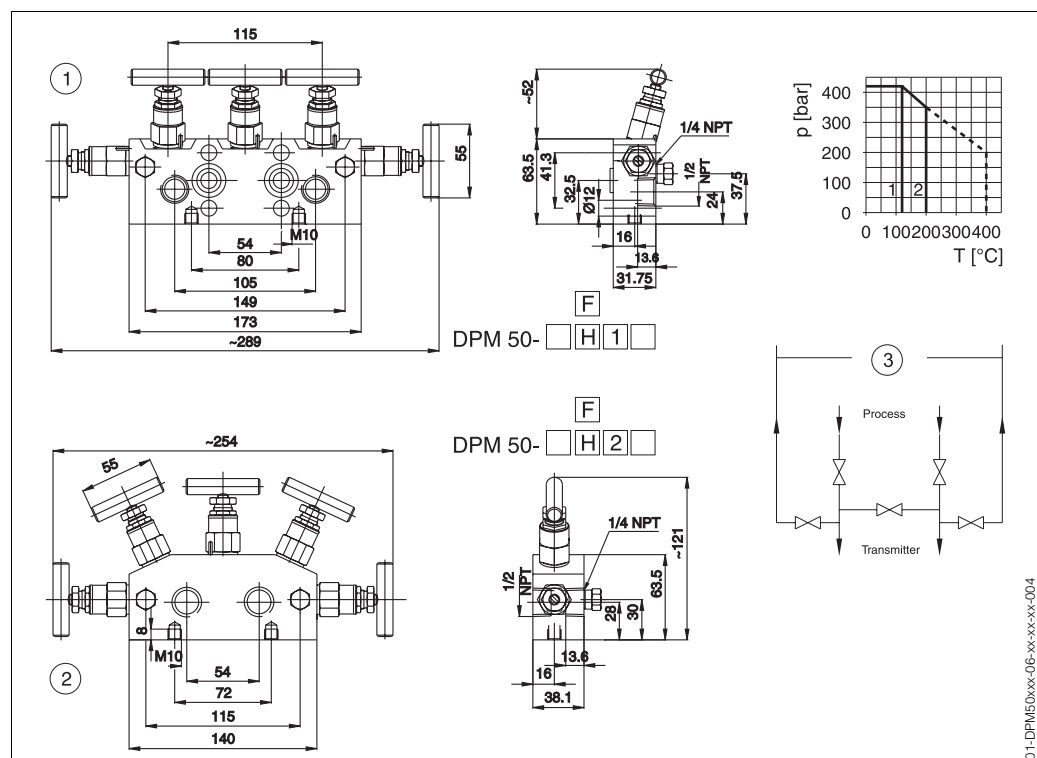 115
1
~52
1/4 NPT
63.5
41.3
32.5
Ø12
1/2
NPT
24
37.5
16
13.6
31.75
55
M10
54
80
105
149
173
~289
p [bar]
400
300
200
100
0
1
2
0 100 200 300 400
T [°C]
F
DPM 50- H 1
F
DPM 50- H 2
3
Process
Transmitter
~254
55
8
M10
54
72
115
140
2
1/4 NPT
1/2
NPT
~121
63.5
28
30
13.6
16
38.1
01-DPM50xxx-06-xx-xx-xx-004